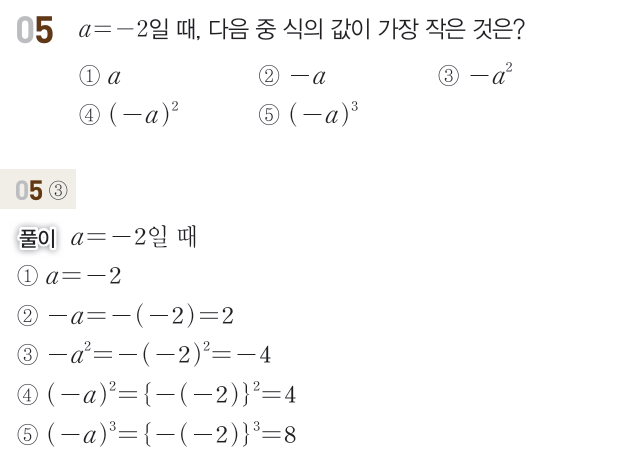 05 a=-2일 때, 다음 중 식의 값이 가장 작은 것은?
① a ② -a ③ -a²
④ (-a)² ⑤ (-a)³
05 ③
풀이 a=-2일 때
① a=-2
② -a=-(-2)=2
③ -a²=-(-2)²=-4
④ (-a)²={-(-2)}²=4
⑤ (-a)³={-(-2)}³=8